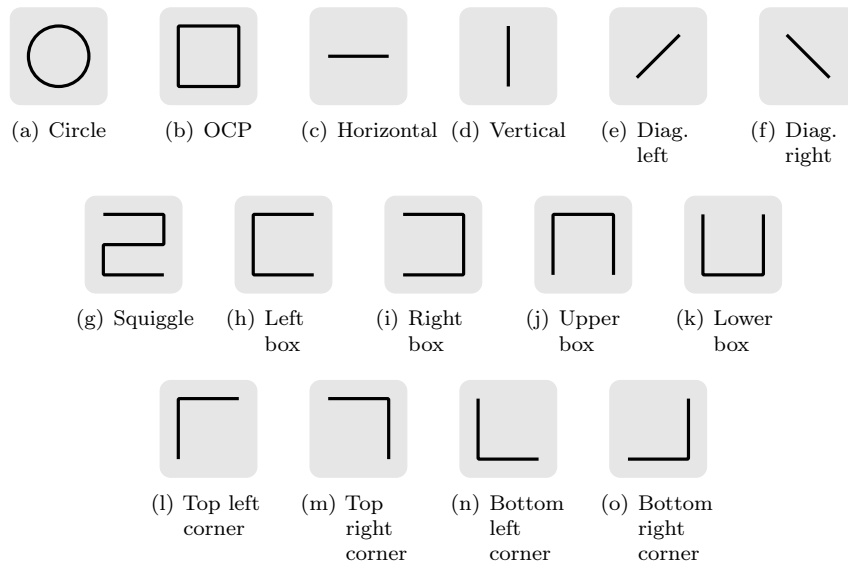 (a) Circle (b) OCP (c) Horizontal (d) Vertical (e) Diag. left (f) Diag. right
(g) Squiggle (h) Left box (i) Right box (j) Upper box (k) Lower box
(l) Top left corner (m) Top right corner (n) Bottom left corner (o) Bottom right corner